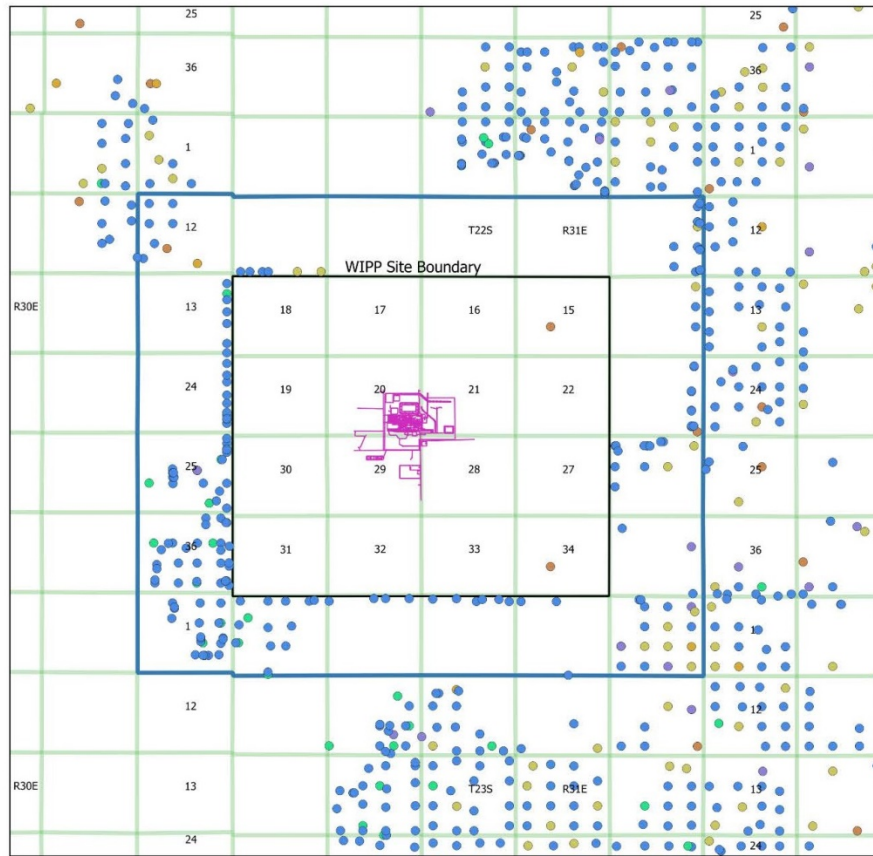 25 25
36 36
1 1
12 T22S R31E 12
WIPP Site Boundary
R30E 13 18 17 16 15 13
24 19 20 21 22 24
25 30 29 28 27 25
36 31 32 33 34 36
1 1
12 12
R30E 13 T23S R31E 13
24 24